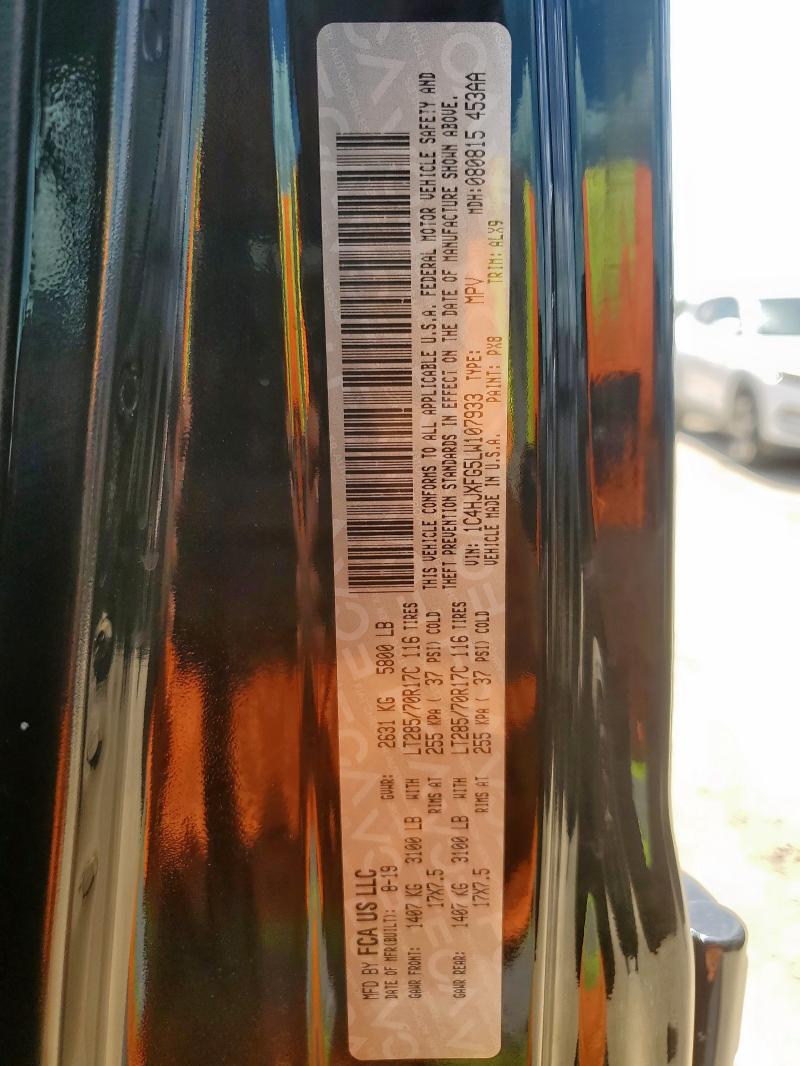 MFD BY FCA US LLC
DATE OF MFR(BUILT): 8-19 GVWR: 2631 KG 5800 LB
GAWR FRONT: 1407 KG 3100 LB WITH LT285/70R17C 116 TIRES
17X7.5 RIMS AT 255 KPA ( 37 PSI) COLD
GAWR REAR: 1407 KG 3100 LB WITH LT285/70R17C 116 TIRES
17X7.5 RIMS AT 255 KPA ( 37 PSI) COLD
THIS VEHICLE CONFORMS TO ALL APPLICABLE U.S.A. FEDERAL MOTOR VEHICLE SAFETY AND
THEFT PREVENTION STANDARDS IN EFFECT ON THE DATE OF MANUFACTURE SHOWN ABOVE.
VIN: 1C4HJXFG5LW107933 TYPE: MPV MDH:080815 453AA
VEHICLE MADE IN U.S.A. PAINT: PX8 TRIM: ALX9